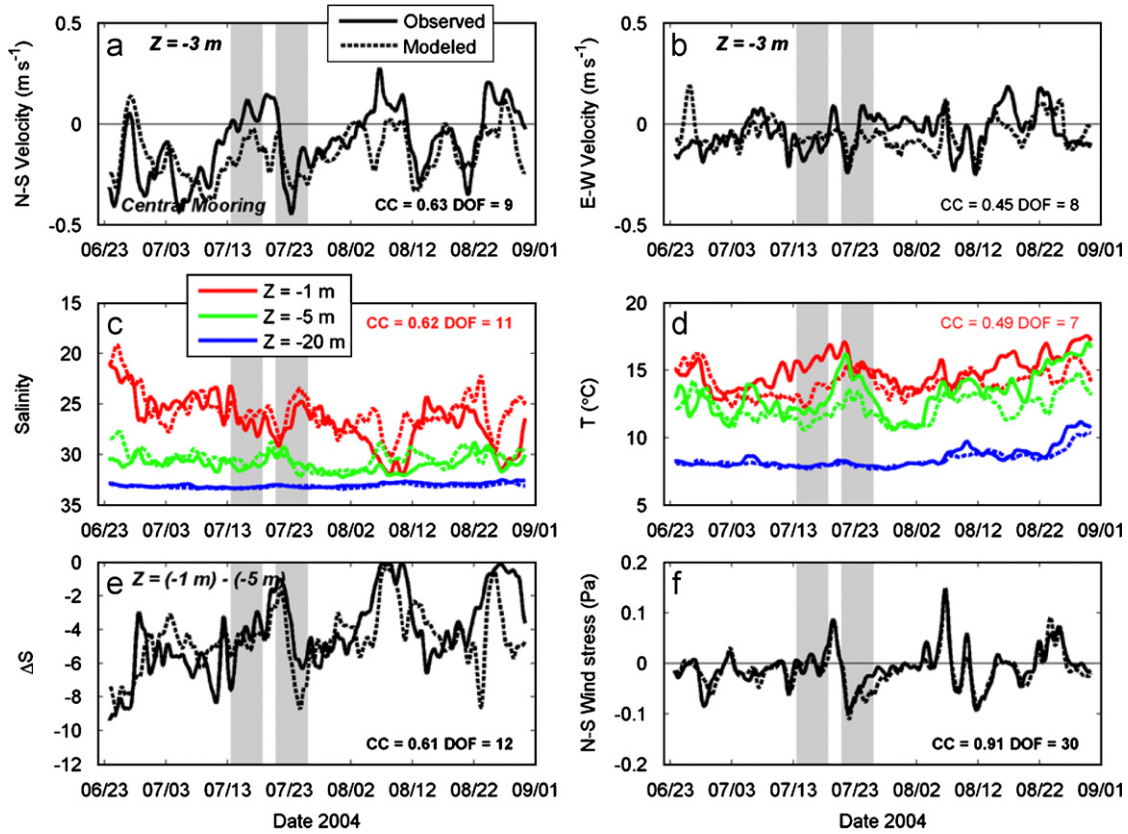 a
Z = -3 m
Observed
Modeled
N-S Velocity (m s-1)
0.5
0
-0.5
Central Mooring
CC = 0.63 DOF = 9
06/23 07/03 07/13 07/23 08/02 08/12 08/22 09/01
b
Z = -3 m
E-W Velocity (m s-1)
0.5
0
-0.5
CC = 0.45 DOF = 8
06/23 07/03 07/13 07/23 08/02 08/12 08/22 09/01
c
Z = -1 m
Z = -5 m
Z = -20 m
CC = 0.62 DOF = 11
Salinity
15
20
25
30
35
06/23 07/03 07/13 07/23 08/02 08/12 08/22 09/01
d
CC = 0.49 DOF = 7
T (°C)
20
15
10
5
06/23 07/03 07/13 07/23 08/02 08/12 08/22 09/01
e
Z = (-1 m) - (-5 m)
ΔS
0
-2
-4
-6
-8
-10
-12
CC = 0.61 DOF = 12
06/23 07/03 07/13 07/23 08/02 08/12 08/22 09/01
Date 2004
f
N-S Wind stress (Pa)
0.2
0.1
0
-0.1
-0.2
CC = 0.91 DOF = 30
06/23 07/03 07/13 07/23 08/02 08/12 08/22 09/01
Date 2004